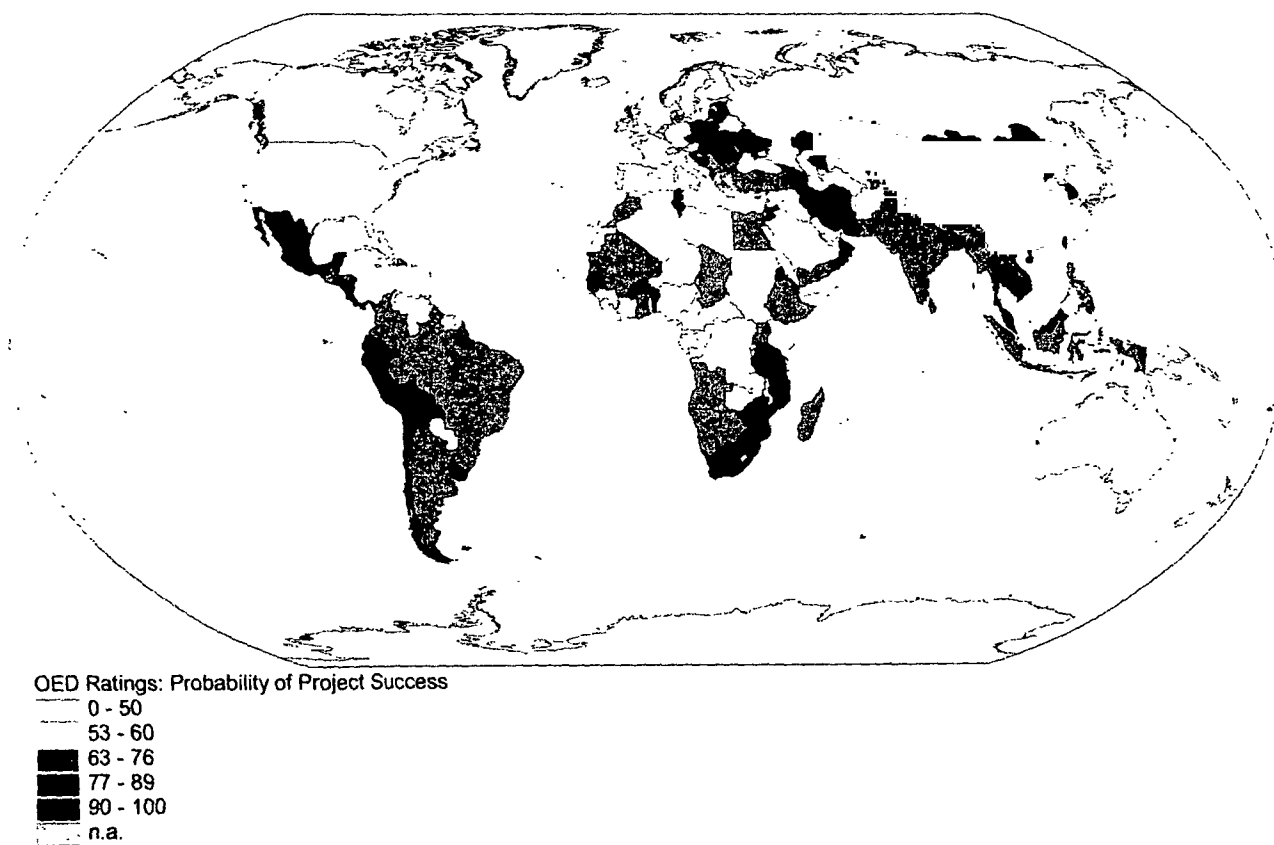 OED Ratings: Probability of Project Success
0 - 50
53 - 60
63 - 76
77 - 89
90 - 100
n.a.